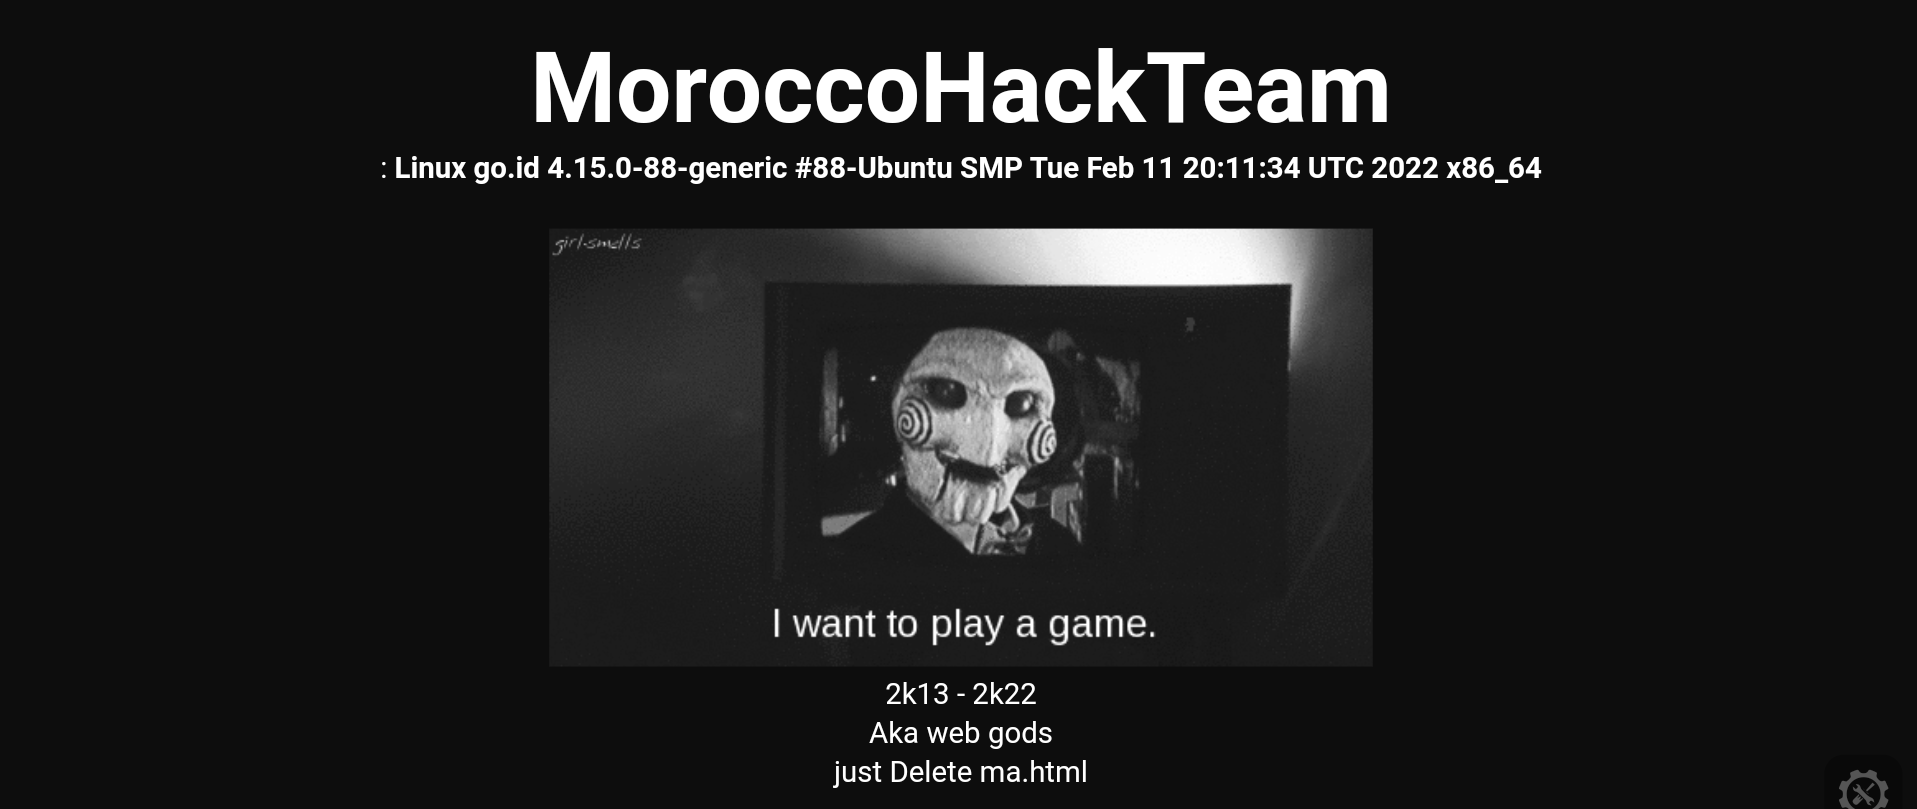 MoroccoHackTeam
: Linux go.id 4.15.0-88-generic #88-Ubuntu SMP Tue Feb 11 20:11:34 UTC 2022 x86_64
girl-smells
I want to play a game.
2k13 - 2k22
Aka web gods
just Delete ma.html